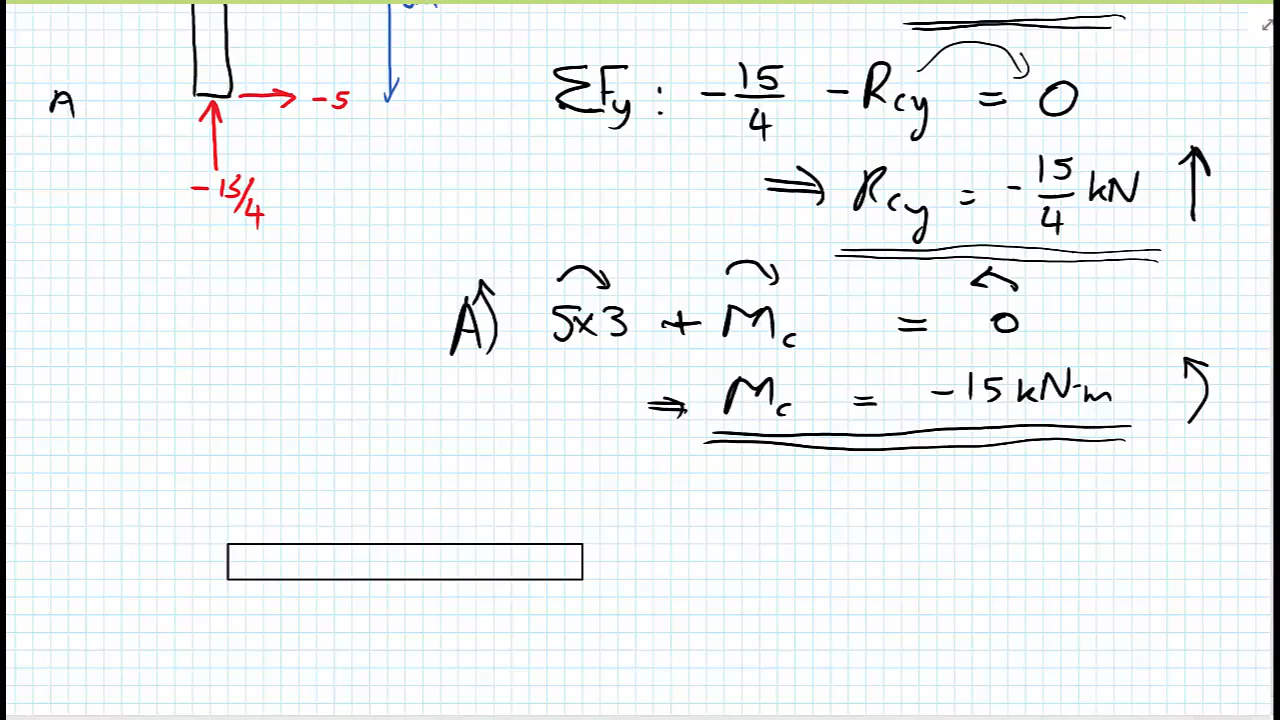 ΣFy : - 15/4 - Rcy = 0
A
-5
-15/4
⇒ Rcy = - 15/4 kN ↑
A) 5x3 + Mc = 0
⇒ Mc = -15 kN-m